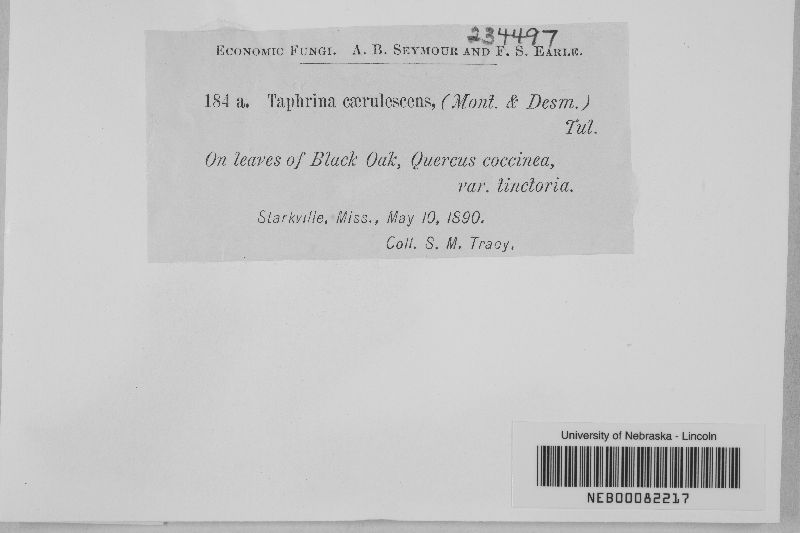 234497
Economic Fungi. A. B. Seymour and F. S. Earle.
184 a. Taphrina cærulescens, (Mont. & Desm.)
Tul.
On leaves of Black Oak, Quercus coccinea,
var. tinctoria.
Starkville, Miss., May 10, 1890.
Coll. S. M. Tracy.
University of Nebraska - Lincoln
NEB00082217